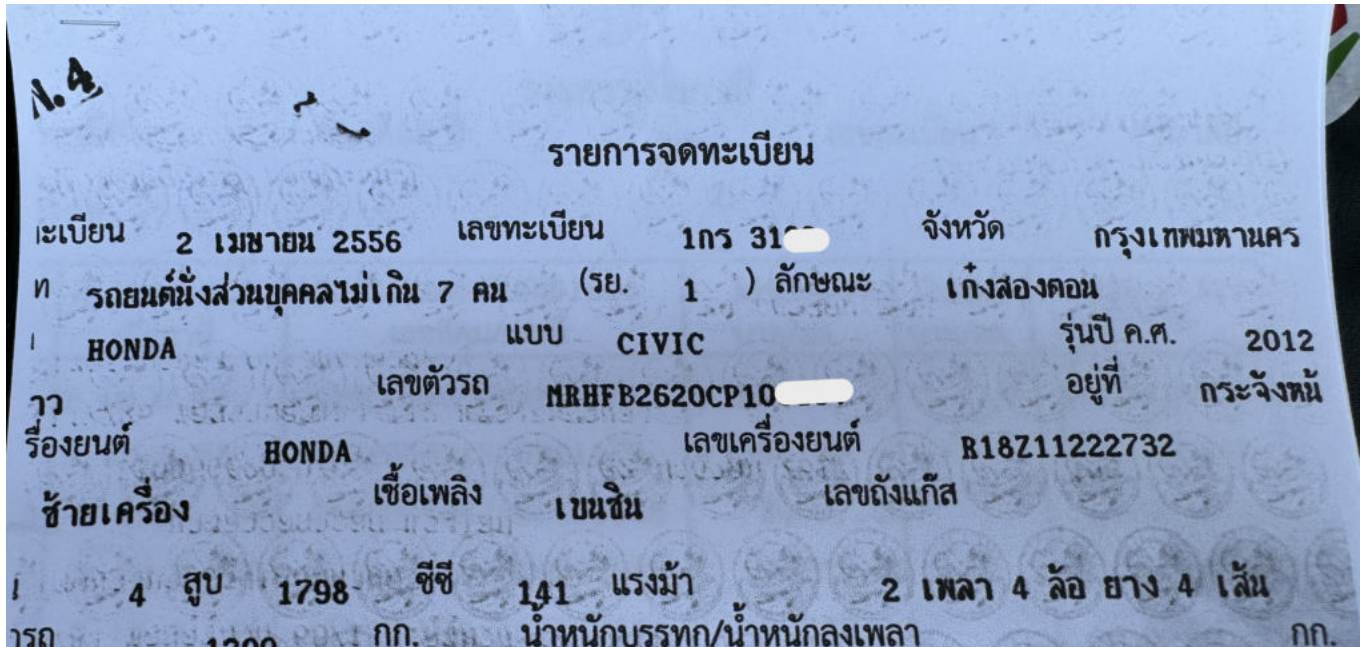 น.4
รายการจดทะเบียน
ะเบียน 2 เมษายน 2556 เลขทะเบียน 1กร 31 จังหวัด กรุงเทพมหานคร
ท รถยนต์นั่งส่วนบุคคลไม่เกิน 7 คน (รย. 1 ) ลักษณะ เก๋งสองตอน
HONDA แบบ CIVIC รุ่นปี ค.ศ. 2012
าว เลขตัวรถ MRHFB2620CP10 อยู่ที่ กระจังหน้
รื่องยนต์ HONDA เลขเครื่องยนต์ R18Z11222732
ซ้ายเครื่อง เชื้อเพลิง เบนซิน เลขถังแก๊ส
4 สูบ 1798 ซีซี 141 แรงม้า 2 เพลา 4 ล้อ ยาง 4 เส้น
ารถ กก. น้ำหนักบรรทุก/น้ำหนักลงเพลา กก.